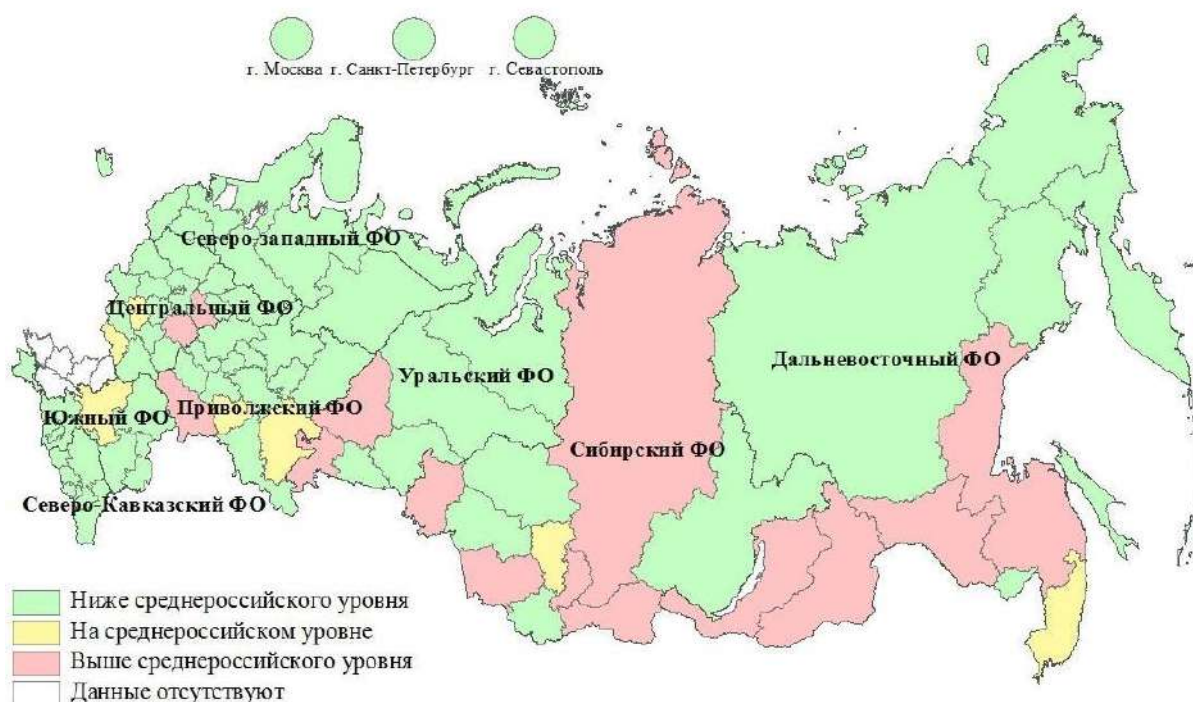 г. Москва г. Санкт-Петербург г. Севастополь
Северо-западный ФО
Центральный ФО
Дальневосточный ФО
Уральский ФО
Приволжский ФО
Южный ФО
Сибирский ФО
Северо-Кавказский ФО
Ниже среднероссийского уровня
На среднероссийском уровне
Выше среднероссийского уровня
Данные отсутствуют